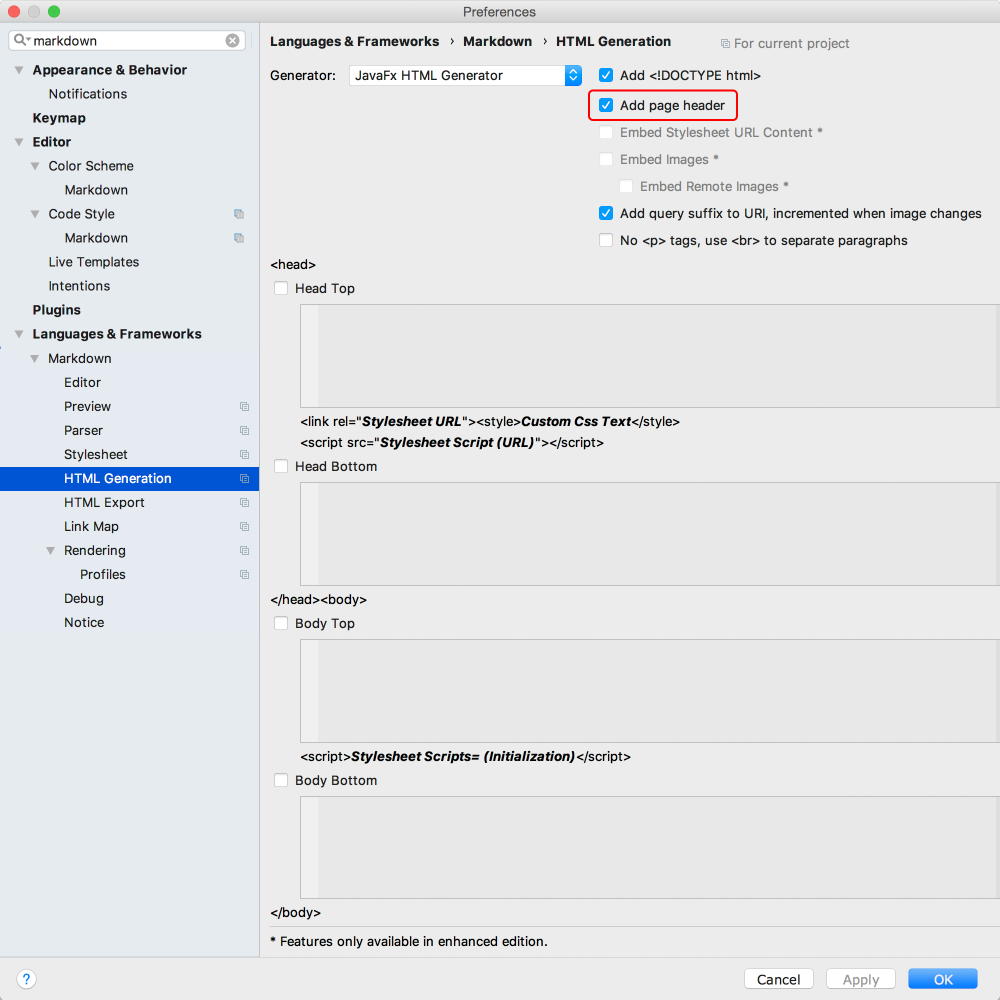 Preferences
markdown
Appearance & Behavior
Notifications
Keymap
Editor
Color Scheme
Markdown
Code Style
Markdown
Live Templates
Intentions
Plugins
Languages & Frameworks
Markdown
Editor
Preview
Parser
Stylesheet
HTML Generation
HTML Export
Link Map
Rendering
Profiles
Debug
Notice
Languages & Frameworks › Markdown › HTML Generation
For current project
Generator: JavaFx HTML Generator
Add <!DOCTYPE html>
Add page header
Embed Stylesheet URL Content *
Embed Images *
Embed Remote Images *
Add query suffix to URI, incremented when image changes
No <p> tags, use <br> to separate paragraphs
<head>
Head Top
<link rel="Stylesheet URL"><style>Custom Css Text</style>
<script src="Stylesheet Script (URL)"></script>
Head Bottom
</head><body>
Body Top
<script>Stylesheet Scripts= (Initialization)</script>
Body Bottom
</body>
* Features only available in enhanced edition.
?
Cancel
Apply
OK